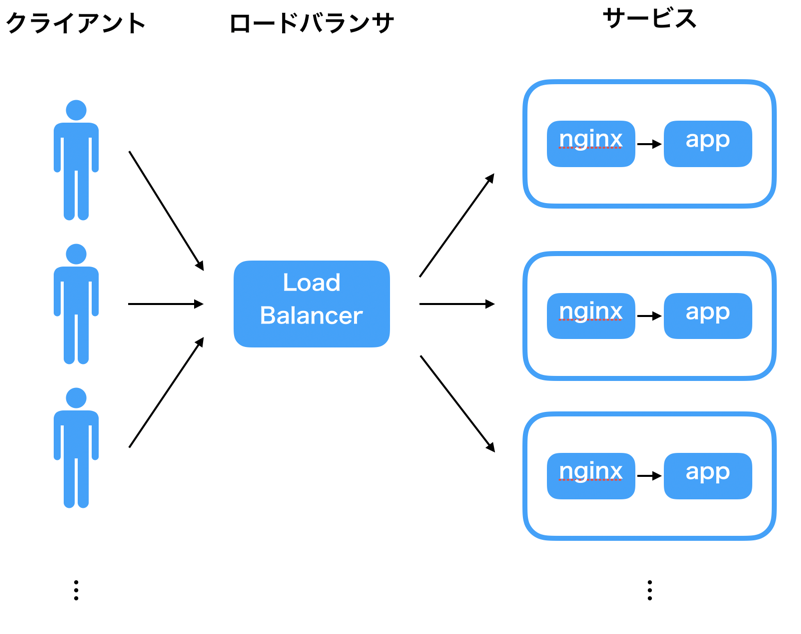 クライアント
ロードバランサ
サービス
Load
Balancer
nginx
app
nginx
app
nginx
app